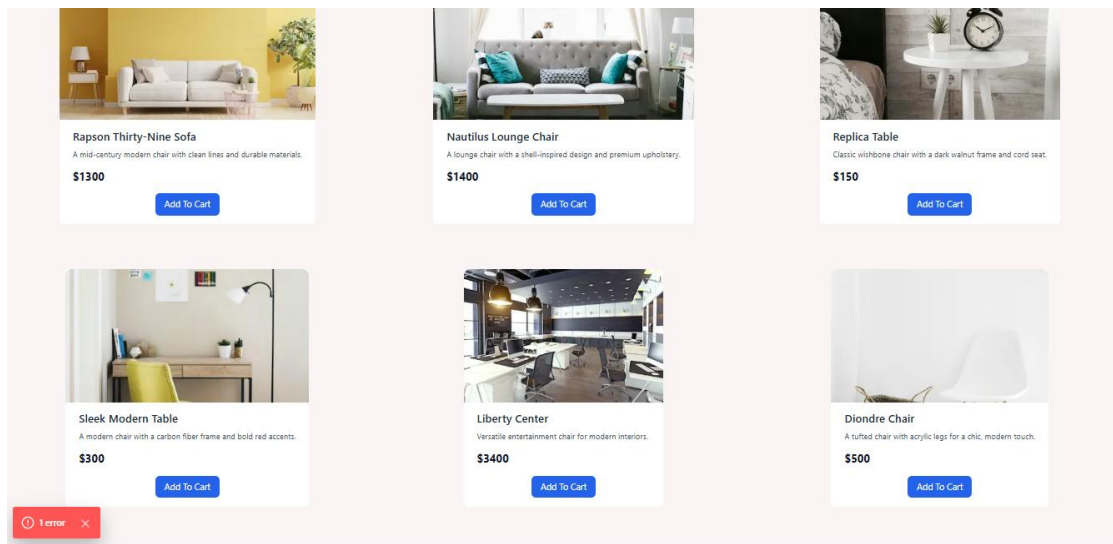 Rapson Thirty-Nine Sofa
A mid-century modern chair with clean lines and durable materials.
$1300
Add To Cart
Nautilus Lounge Chair
A lounge chair with a shell-inspired design and premium upholstery.
$1400
Add To Cart
Replica Table
Classic wishbone chair with a dark walnut frame and cord seat.
$150
Add To Cart
Sleek Modern Table
A modern chair with a carbon fiber frame and bold red accents.
$300
Add To Cart
Liberty Center
Versatile entertainment chair for modern interiors.
$3400
Add To Cart
Diondre Chair
A tufted chair with acrylic legs for a chic, modern touch.
$500
Add To Cart
1 error